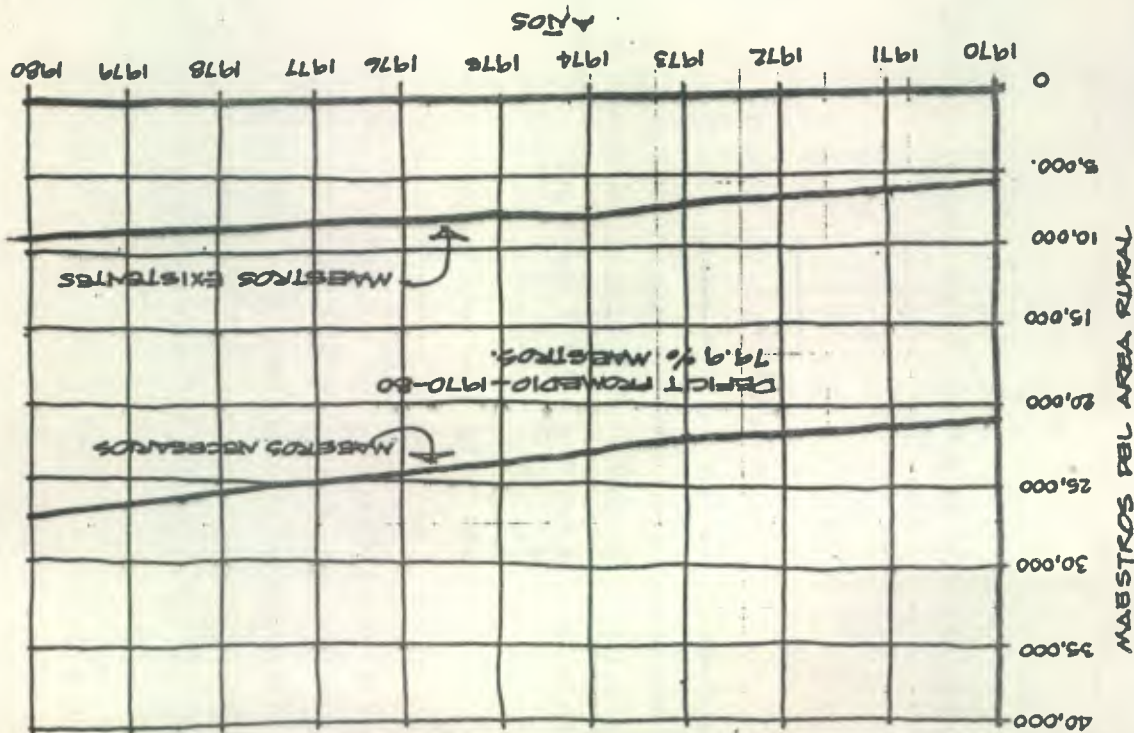 MAESTROS DEL AREA RURAL
40,000
35,000
30,000
25,000
20,000
15,000
10,000
5,000.
0
MAESTROS NECESARIOS
DEFICT PROMEDIO-1970-80
79.9 % MAESTROS.
MAESTROS EXISTENTES
1970 1971 1972 1973 1974 1975 1976 1977 1978 1979 1980
AÑOS